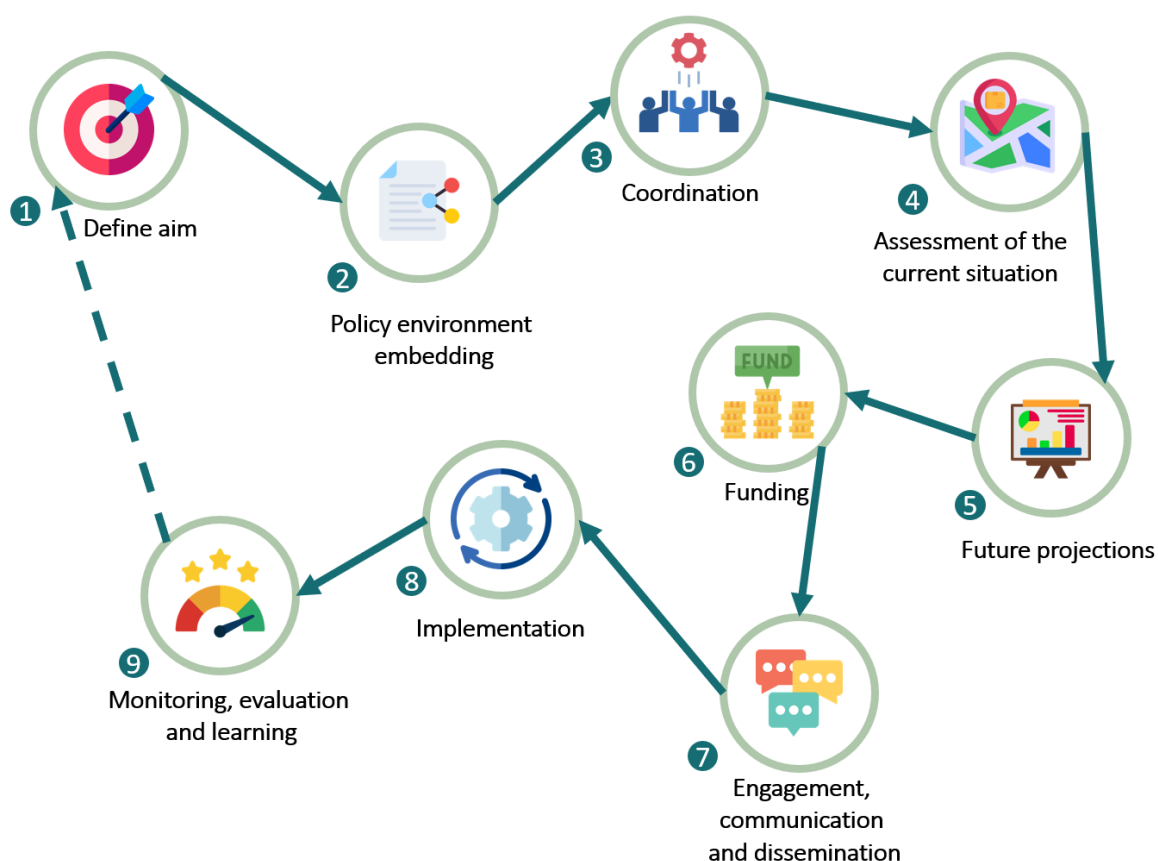 1
Define aim
2
Policy environment
embedding
3
Coordination
4
Assessment of the
current situation
5
Future projections
FUND
6
Funding
7
Engagement,
communication
and dissemination
8
Implementation
9
Monitoring, evaluation
and learning